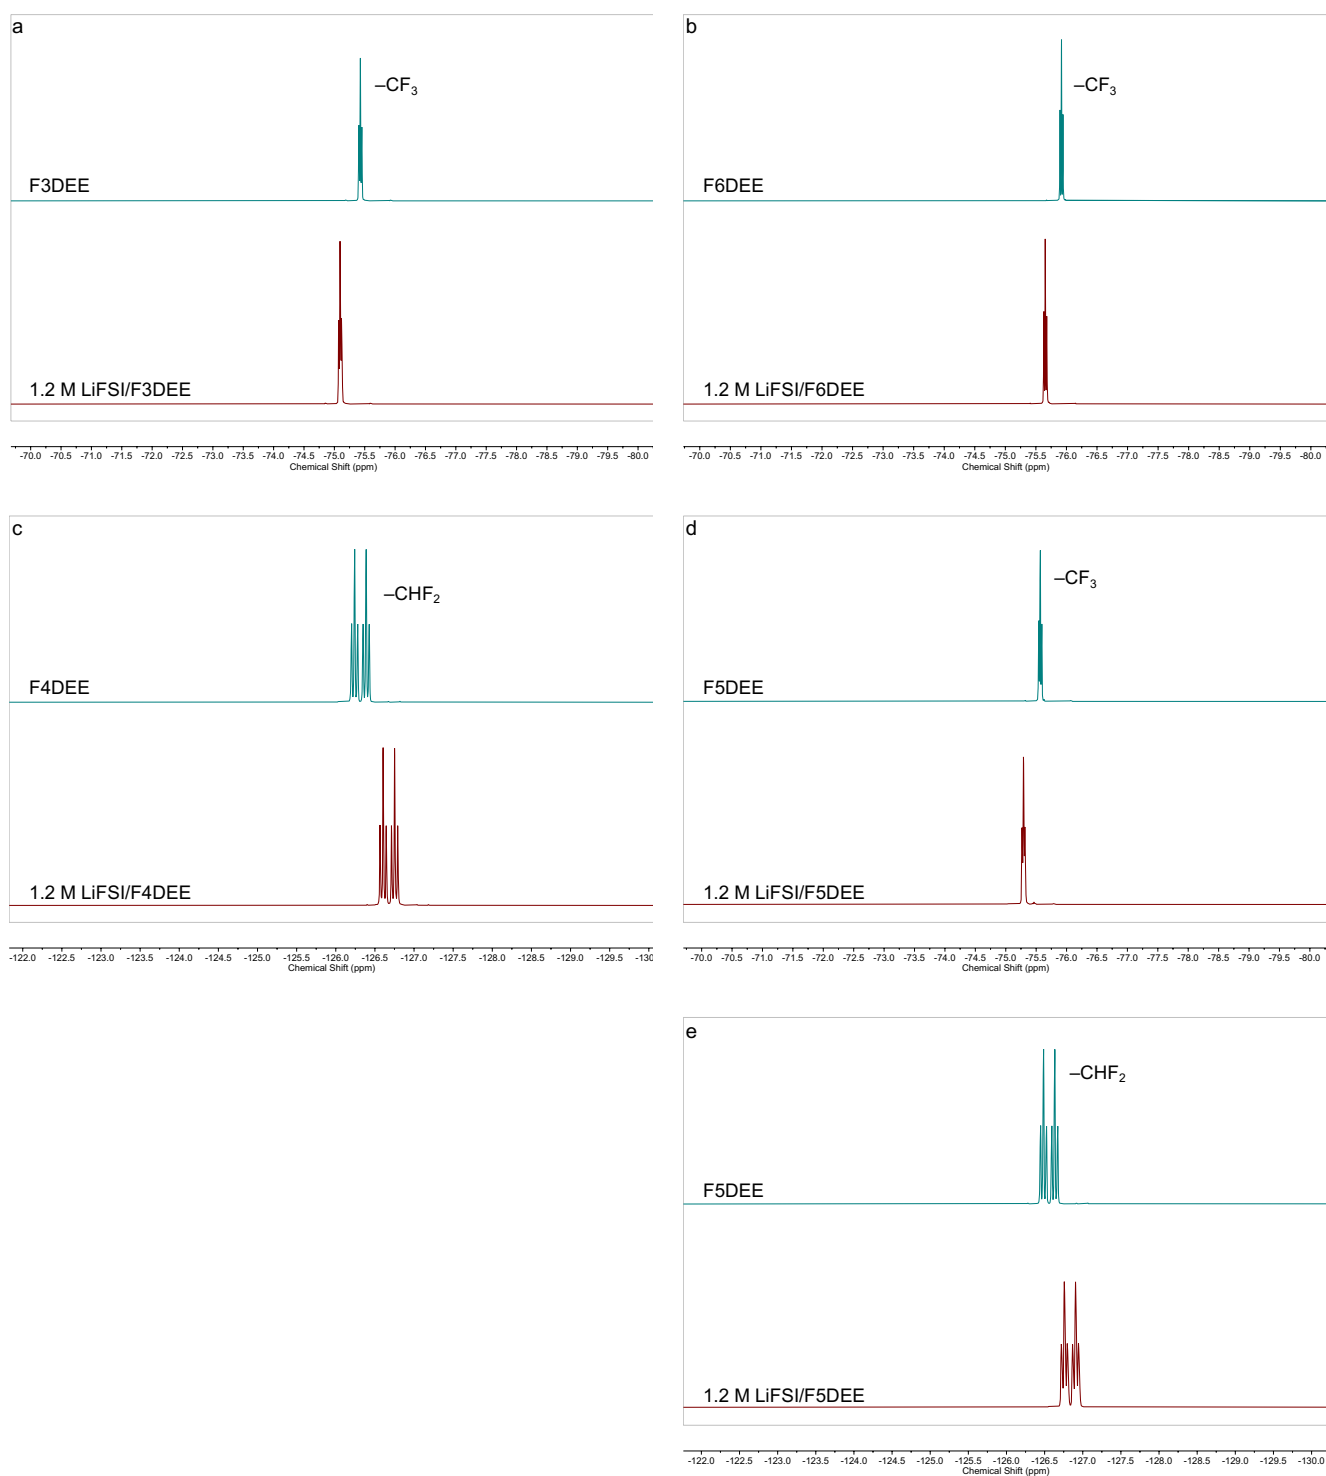 a
–CF3
F3DEE
1.2 M LiFSI/F3DEE
-70.0 -70.5 -71.0 -71.5 -72.0 -72.5 -73.0 -73.5 -74.0 -74.5 -75.0 -75.5 -76.0 -76.5 -77.0 -77.5 -78.0 -78.5 -79.0 -79.5 -80.0
Chemical Shift (ppm)
b
–CF3
F6DEE
1.2 M LiFSI/F6DEE
-70.0 -70.5 -71.0 -71.5 -72.0 -72.5 -73.0 -73.5 -74.0 -74.5 -75.0 -75.5 -76.0 -76.5 -77.0 -77.5 -78.0 -78.5 -79.0 -79.5 -80.0
Chemical Shift (ppm)
c
–CHF2
F4DEE
1.2 M LiFSI/F4DEE
-122.0 -122.5 -123.0 -123.5 -124.0 -124.5 -125.0 -125.5 -126.0 -126.5 -127.0 -127.5 -128.0 -128.5 -129.0 -129.5 -130
Chemical Shift (ppm)
d
–CF3
F5DEE
1.2 M LiFSI/F5DEE
-70.0 -70.5 -71.0 -71.5 -72.0 -72.5 -73.0 -73.5 -74.0 -74.5 -75.0 -75.5 -76.0 -76.5 -77.0 -77.5 -78.0 -78.5 -79.0 -79.5 -80.0
Chemical Shift (ppm)
e
–CHF2
F5DEE
1.2 M LiFSI/F5DEE
-122.0 -122.5 -123.0 -123.5 -124.0 -124.5 -125.0 -125.5 -126.0 -126.5 -127.0 -127.5 -128.0 -128.5 -129.0 -129.5 -130.0
Chemical Shift (ppm)